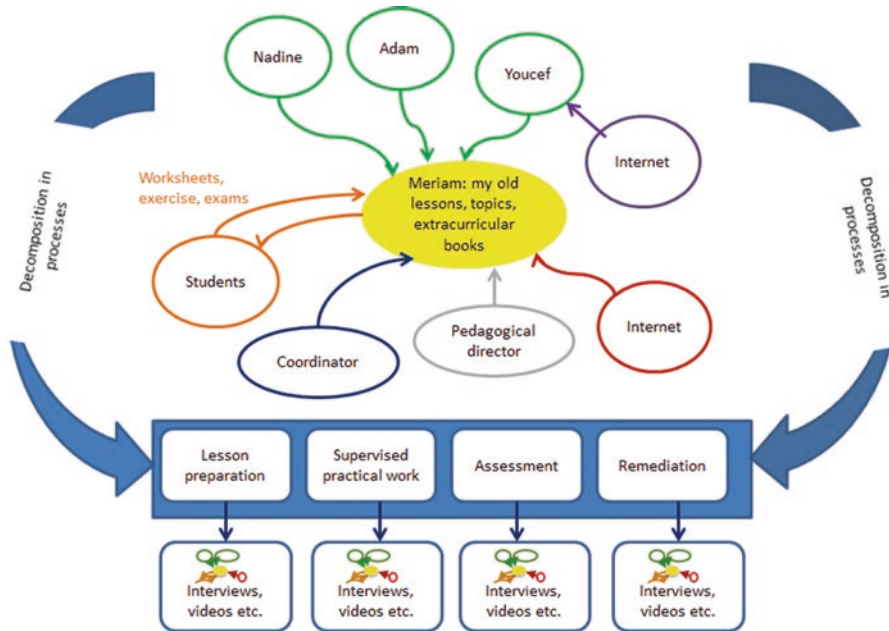 Nadine
Adam
Youcef
Internet
Worksheets,
exercise, exams
Meriam: my old
lessons, topics,
extracurricular
books
Decomposition in
processes
Decomposition in
processes
Students
Coordinator
Pedagogical
director
Internet
Lesson
preparation
Supervised
practical work
Assessment
Remediation
Interviews,
videos etc.
Interviews,
videos etc.
Interviews,
videos etc.
Interviews,
videos etc.